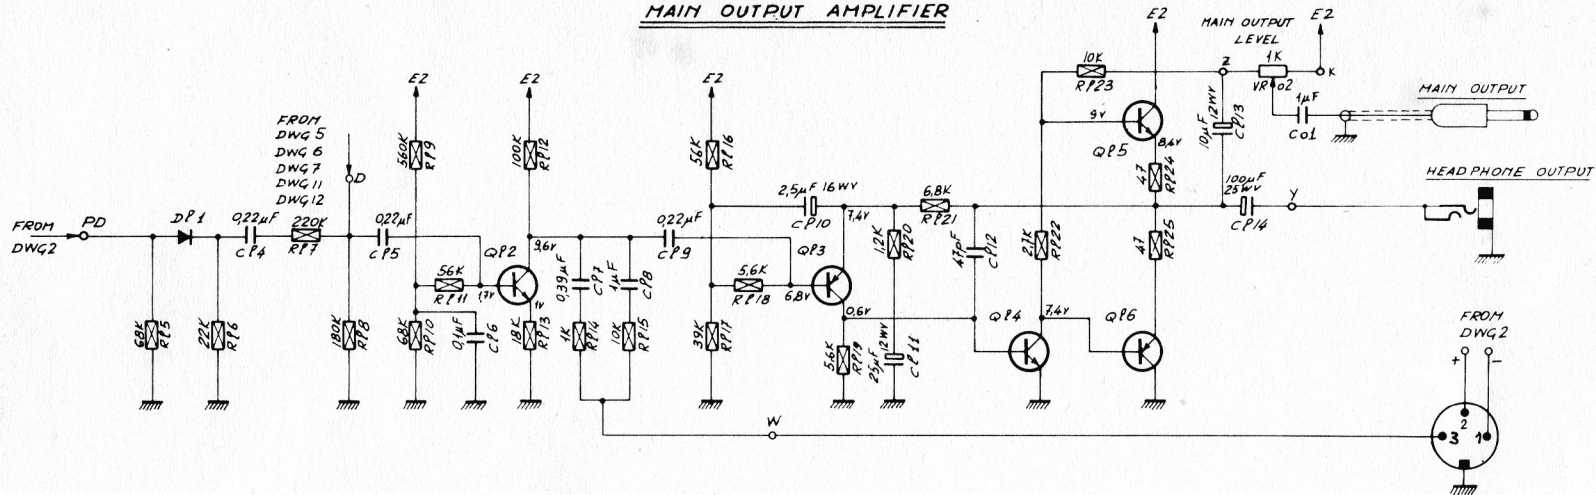 MAIN OUTPUT AMPLIFIER
FROM
DWG2
PD
68K
RP5
DP1
22K
RP6
0,22µF
CP4
220K
RP7
FROM
DWG 5
DWG 6
DWG 7
DWG 11
DWG 12
D
180K
RP8
0,22µF
CP5
E2
560K
RP9
56K
RP11
68K
RP10
0,1µF
CP6
1,7V
QP2
E2
100K
RP12
9,6V
1V
18K
RP13
0,39µF
CP7
1K
RP14
1µF
CP8
10K
RP15
0,22µF
CP9
E2
56K
RP16
5,6K
RP18
39K
RP17
2,5µF 16WV
CP10
QP3
7,4V
6,8V
0,6V
5,6K
RP19
1,2K
RP20
25µF 12WV
CP11
6,8K
RP21
47pF
CP12
10K
RP23
2,7K
RP22
QP4
7,4V
QP6
E2
9V
QP5
8,4V
47
RP24
47
RP25
Z
10µF 12WV
CP13
MAIN OUTPUT
LEVEL
1K
VR 02
E2
K
1µF
C01
MAIN OUTPUT
100µF
25WV
CP14
Y
HEADPHONE OUTPUT
W
FROM
DWG2
+
-
2
3
1